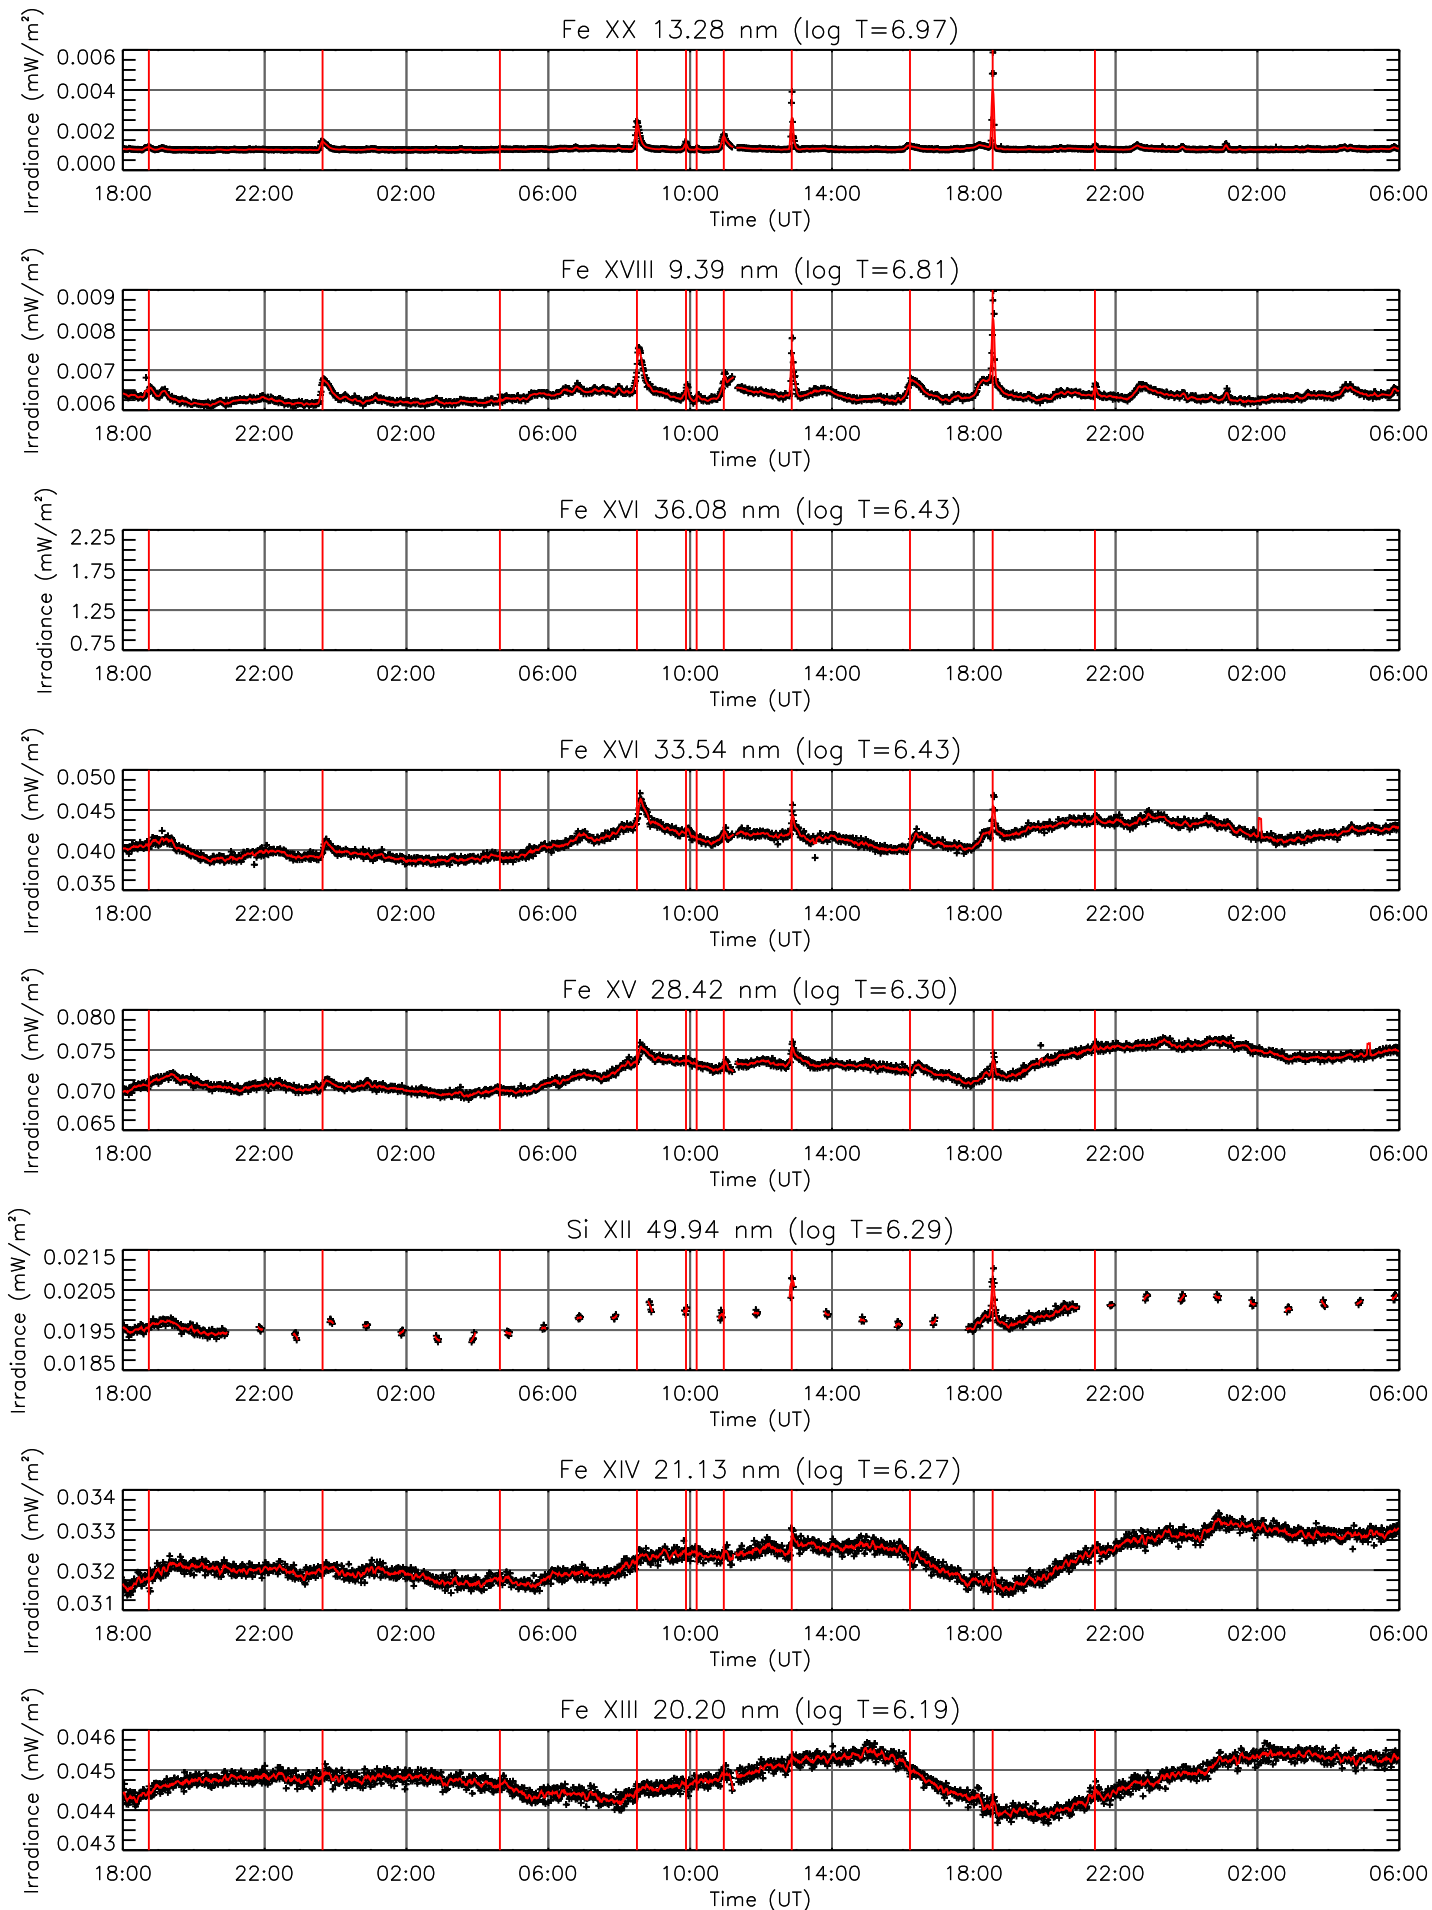 Fe XX 13.28 nm (log T=6.97)
Irradiance (mW/m²)
0.006
0.004
0.002
0.000
18:00 22:00 02:00 06:00 10:00 14:00 18:00 22:00 02:00 06:00
Time (UT)
Fe XVIII 9.39 nm (log T=6.81)
Irradiance (mW/m²)
0.009
0.008
0.007
0.006
18:00 22:00 02:00 06:00 10:00 14:00 18:00 22:00 02:00 06:00
Time (UT)
Fe XVI 36.08 nm (log T=6.43)
Irradiance (mW/m²)
2.25
1.75
1.25
0.75
18:00 22:00 02:00 06:00 10:00 14:00 18:00 22:00 02:00 06:00
Time (UT)
Fe XVI 33.54 nm (log T=6.43)
Irradiance (mW/m²)
0.050
0.045
0.040
0.035
18:00 22:00 02:00 06:00 10:00 14:00 18:00 22:00 02:00 06:00
Time (UT)
Fe XV 28.42 nm (log T=6.30)
Irradiance (mW/m²)
0.080
0.075
0.070
0.065
18:00 22:00 02:00 06:00 10:00 14:00 18:00 22:00 02:00 06:00
Time (UT)
Si XII 49.94 nm (log T=6.29)
Irradiance (mW/m²)
0.0215
0.0205
0.0195
0.0185
18:00 22:00 02:00 06:00 10:00 14:00 18:00 22:00 02:00 06:00
Time (UT)
Fe XIV 21.13 nm (log T=6.27)
Irradiance (mW/m²)
0.034
0.033
0.032
0.031
18:00 22:00 02:00 06:00 10:00 14:00 18:00 22:00 02:00 06:00
Time (UT)
Fe XIII 20.20 nm (log T=6.19)
Irradiance (mW/m²)
0.046
0.045
0.044
0.043
18:00 22:00 02:00 06:00 10:00 14:00 18:00 22:00 02:00 06:00
Time (UT)